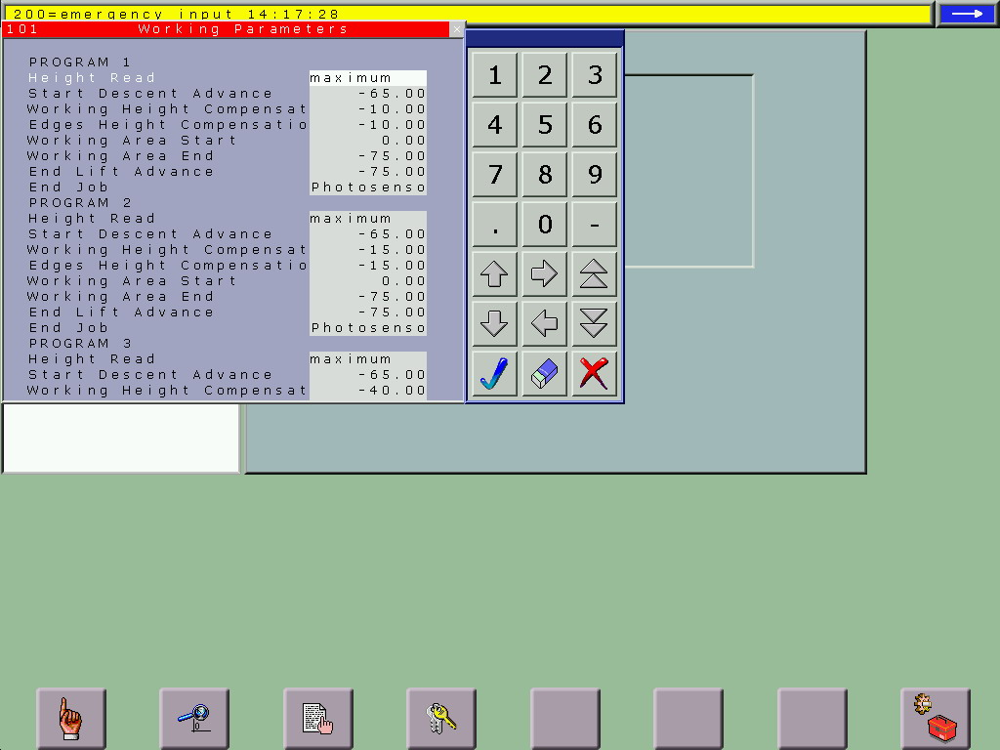 200=emergency input 14:17:28
101 Working Parameters
PROGRAM 1
Height Read maximum
Start Descent Advance -65.00
Working Height Compensat -10.00
Edges Height Compensatio -10.00
Working Area Start 0.00
Working Area End -75.00
End Lift Advance -75.00
End Job Photosenso
PROGRAM 2
Height Read maximum
Start Descent Advance -65.00
Working Height Compensat -15.00
Edges Height Compensatio -15.00
Working Area Start 0.00
Working Area End -75.00
End Lift Advance -75.00
End Job Photosenso
PROGRAM 3
Height Read maximum
Start Descent Advance -65.00
Working Height Compensat -40.00
1 2 3
4 5 6
7 8 9
. 0 -
0